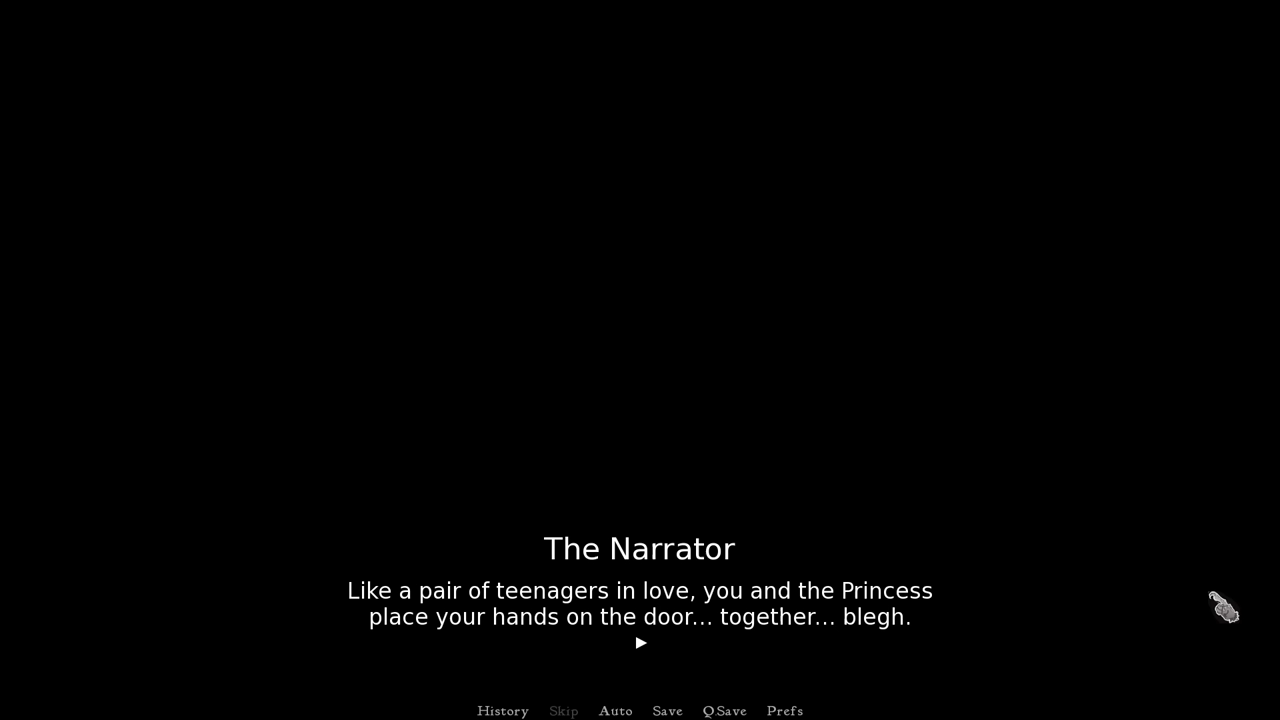 The Narrator
Like a pair of teenagers in love, you and the Princess
place your hands on the door... together... blegh.
History Skip Auto Save Q.Save Prefs